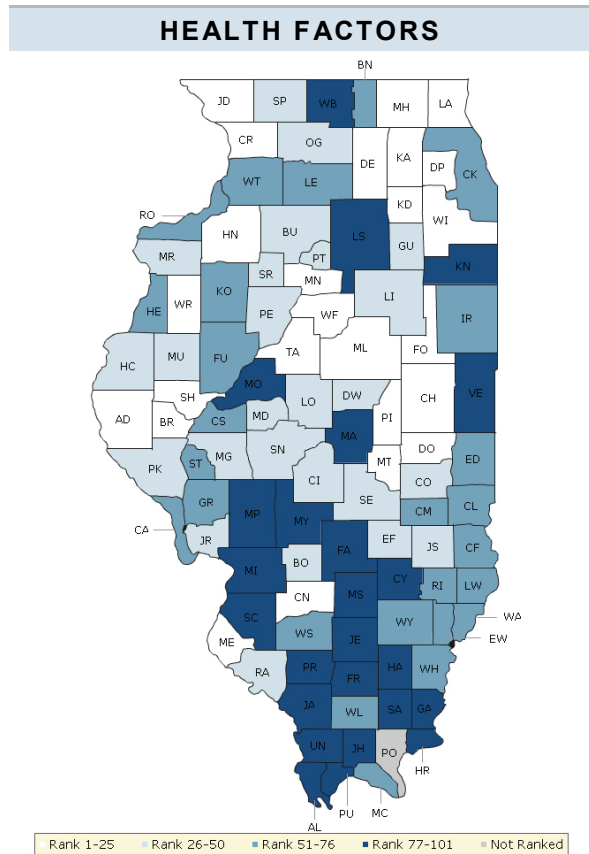 HEALTH FACTORS
BN
JD SP WB MH LA
CR OG
DE KA DP CK
WT LE
KD
RO WI
HN BU LS
MR PT GU
SR KN
MN
KO LI
HE WR PE WF IR
ML FO
FU TA
HC MU
MO
SH LO DW CH VE
AD BR CS MD PI
MA
DO
PK ST MG SN MT ED
CI CO
GR SE
MP MY CM CL
CA
JR FA EF JS CF
MI BO
CY
CN MS RI LW
SC WA
WS WY
ME JE EW
RA PR HA WH
FR
JA WL SA GA
UN JH PO
HR
AL PU MC
Rank 1-25 Rank 26-50 Rank 51-76 Rank 77-101 Not Ranked